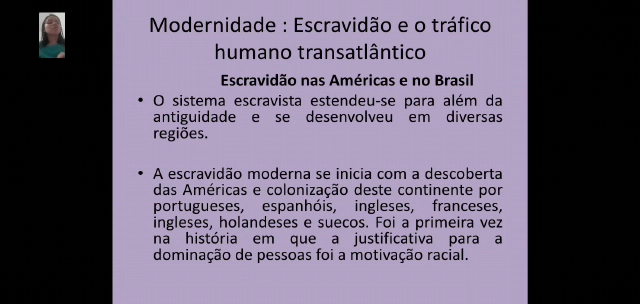 Modernidade : Escravidão e o tráfico
humano transatlântico
Escravidão nas Américas e no Brasil
• O sistema escravista estendeu-se para além da
antiguidade e se desenvolveu em diversas
regiões.
• A escravidão moderna se inicia com a descoberta
das Américas e colonização deste continente por
portugueses, espanhóis, ingleses, franceses,
ingleses, holandeses e suecos. Foi a primeira vez
na história em que a justificativa para a
dominação de pessoas foi a motivação racial.